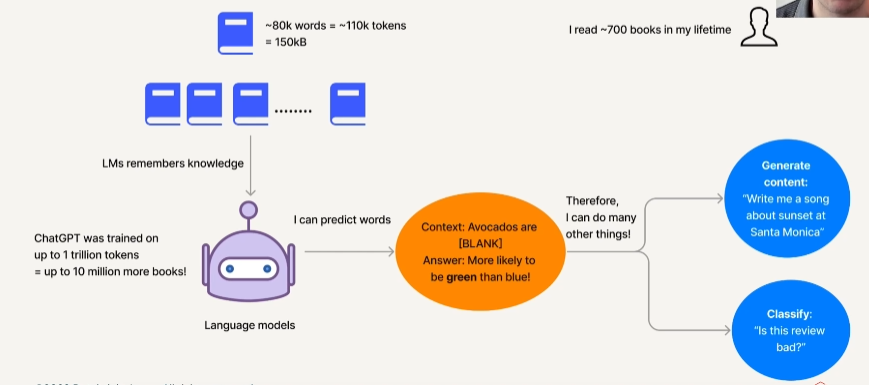 ~80k words = ~110k tokens
= 150kB
I read ~700 books in my lifetime
........
LMs remembers knowledge
ChatGPT was trained on
up to 1 trillion tokens
= up to 10 million more books!
Language models
I can predict words
Context: Avocados are
[BLANK]
Answer: More likely to
be green than blue!
Therefore,
I can do many
other things!
Generate
content:
"Write me a song
about sunset at
Santa Monica"
Classify:
"Is this review
bad?"